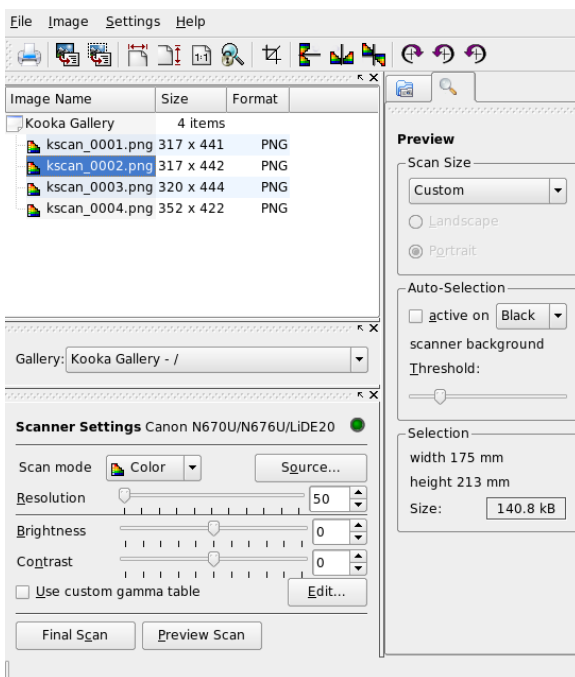 File Image Settings Help
1:1
Image Name Size Format
Kooka Gallery 4 items
kscan_0001.png 317 x 441 PNG
kscan_0002.png 317 x 442 PNG
kscan_0003.png 320 x 444 PNG
kscan_0004.png 352 x 422 PNG
Gallery: Kooka Gallery - /
Scanner Settings Canon N670U/N676U/LiDE20
Scan mode Color Source...
Resolution 50
Brightness 0
Contrast 0
Use custom gamma table Edit...
Final Scan Preview Scan
Preview
Scan Size
Custom
Landscape
Portrait
Auto-Selection
active on Black
scanner background
Threshold:
Selection
width 175 mm
height 213 mm
Size: 140.8 kB